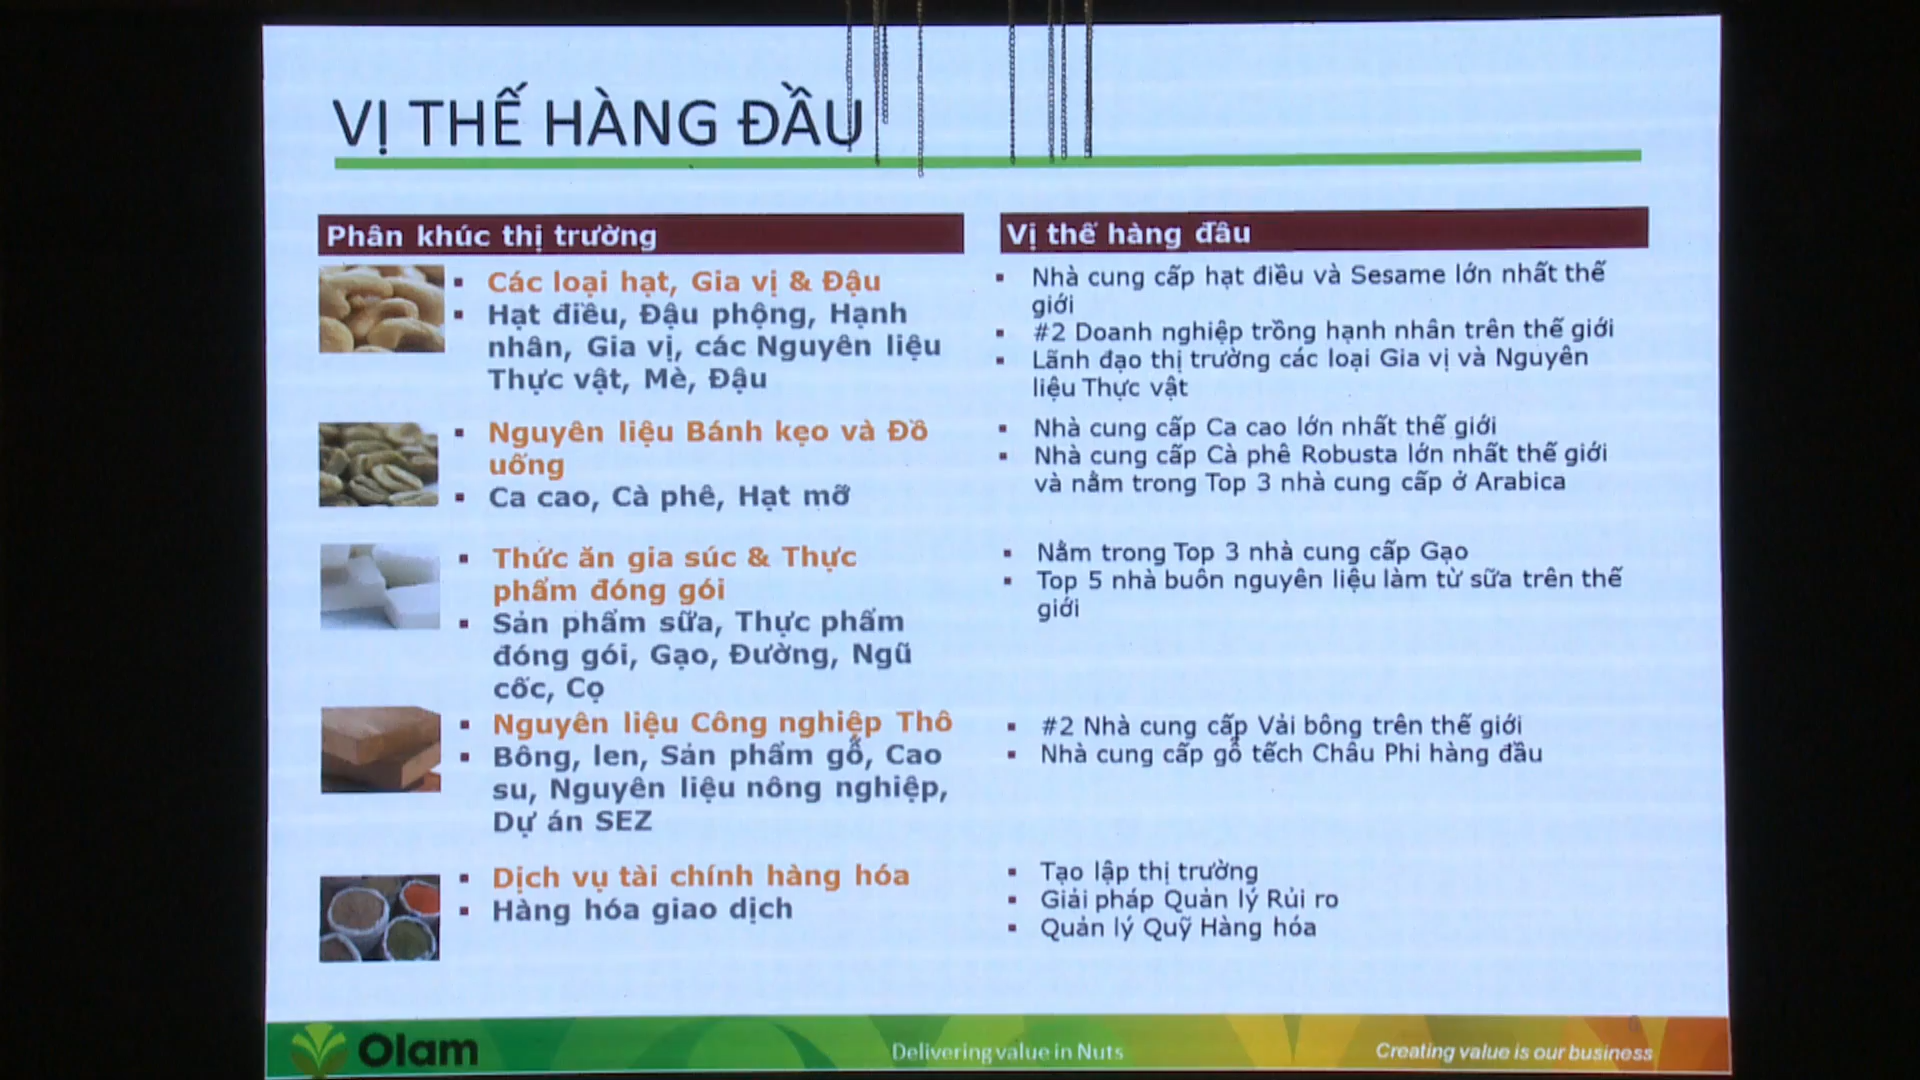 VỊ THẾ HÀNG ĐẦU
Phân khúc thị trường
Các loại hạt, Gia vị & Đậu
Hạt điều, Đậu phộng, Hạnh
nhân, Gia vị, các Nguyên liệu
Thực vật, Mè, Đậu
Nguyên liệu Bánh kẹo và Đồ
uống
Ca cao, Cà phê, Hạt mỡ
Thức ăn gia súc & Thực
phẩm đóng gói
Sản phẩm sữa, Thực phẩm
đóng gói, Gạo, Đường, Ngũ
cốc, Cọ
Nguyên liệu Công nghiệp Thô
Bông, len, Sản phẩm gỗ, Cao
su, Nguyên liệu nông nghiệp,
Dự án SEZ
Dịch vụ tài chính hàng hóa
Hàng hóa giao dịch
Vị thế hàng đầu
Nhà cung cấp hạt điều và Sesame lớn nhất thế
giới
#2 Doanh nghiệp trồng hạnh nhân trên thế giới
Lãnh đạo thị trường các loại Gia vị và Nguyên
liệu Thực vật
Nhà cung cấp Ca cao lớn nhất thế giới
Nhà cung cấp Cà phê Robusta lớn nhất thế giới
và nằm trong Top 3 nhà cung cấp ở Arabica
Nằm trong Top 3 nhà cung cấp Gạo
Top 5 nhà buôn nguyên liệu làm từ sữa trên thế
giới
#2 Nhà cung cấp Vải bông trên thế giới
Nhà cung cấp gỗ tếch Châu Phi hàng đầu
Tạo lập thị trường
Giải pháp Quản lý Rủi ro
Quản lý Quỹ Hàng hóa
Olam
Delivering value in Nuts
Creating value is our business